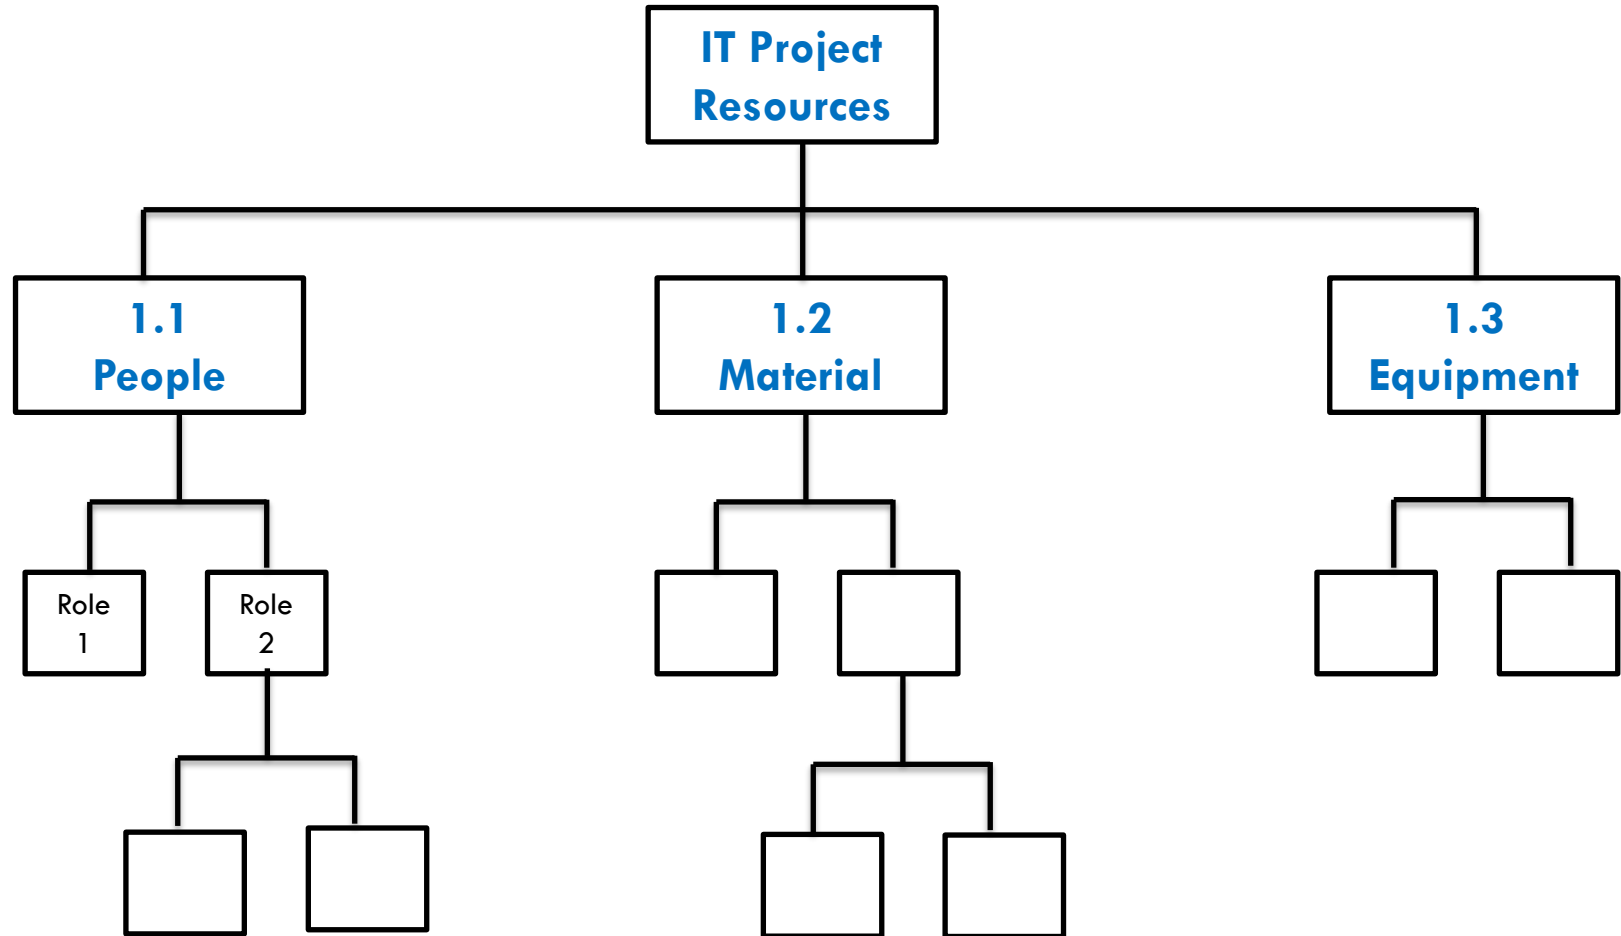 IT Project
Resources
1.1
People
1.2
Material
1.3
Equipment
Role
1
Role
2